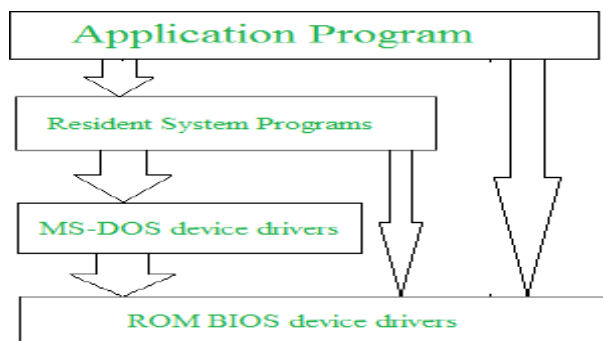 Application Program
Resident System Programs
MS-DOS device drivers
ROM BIOS device drivers